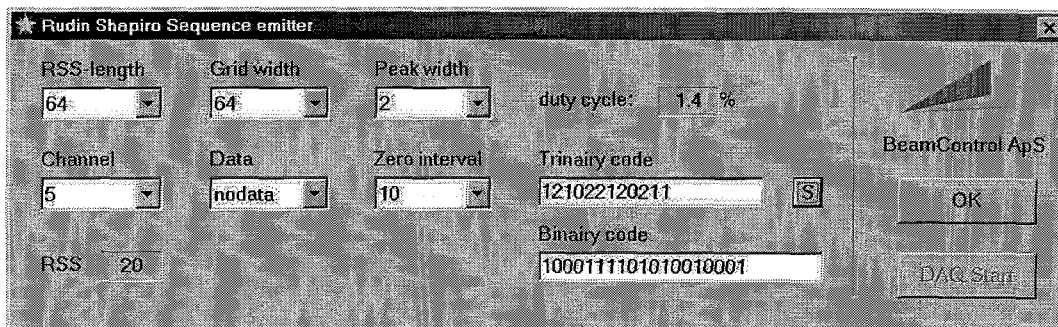 Rudin Shapiro Sequence emitter
RSS-length Grid width Peak width
64 64 2 duty cycle: 1.4 %
BeamControl ApS
Channel Data Zero interval Trinairy code
5 nodata 10 121022120211 S OK
Binairy code
RSS 20 1000111101010010001 DAQ Start